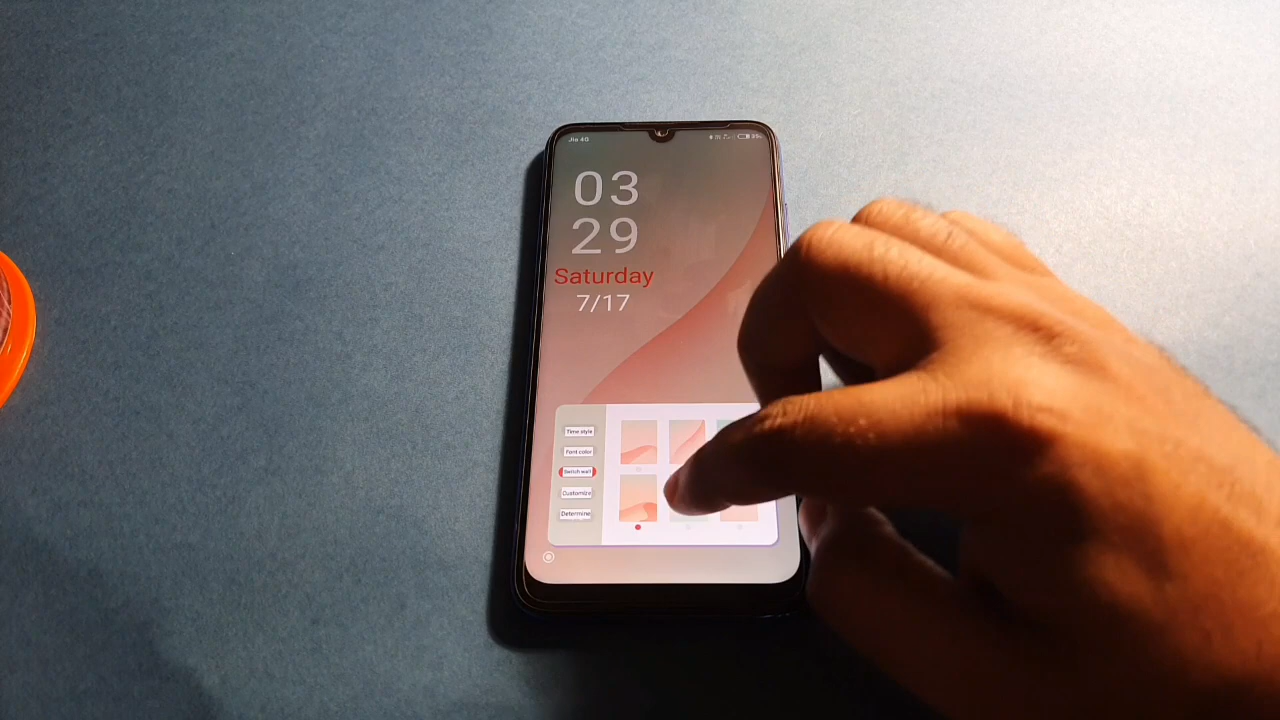 Jio 4G
03
29
Saturday
7/17
Time style
Font color
Switch wall
Customize
Determine